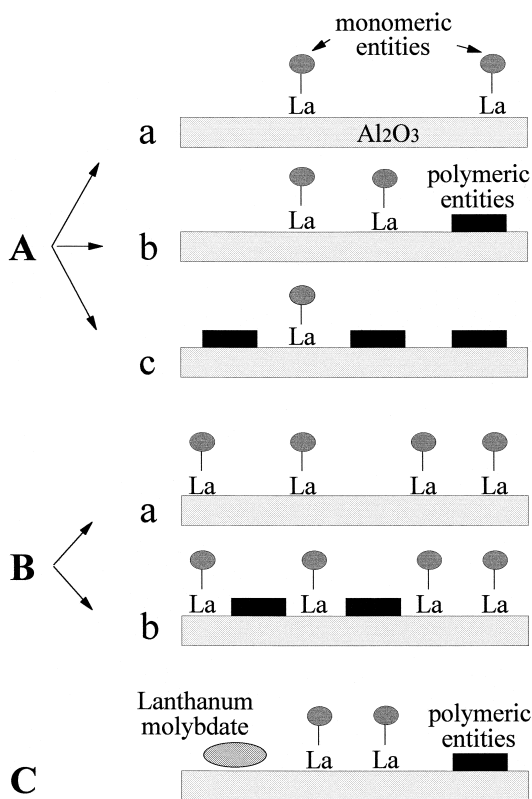 monomeric
entities
La La
a Al2O3
polymeric
entities
La La
A b
La
c
La La La La
a
B
La La La La
b
Lanthanum
molybdate
polymeric
entities
La La
C